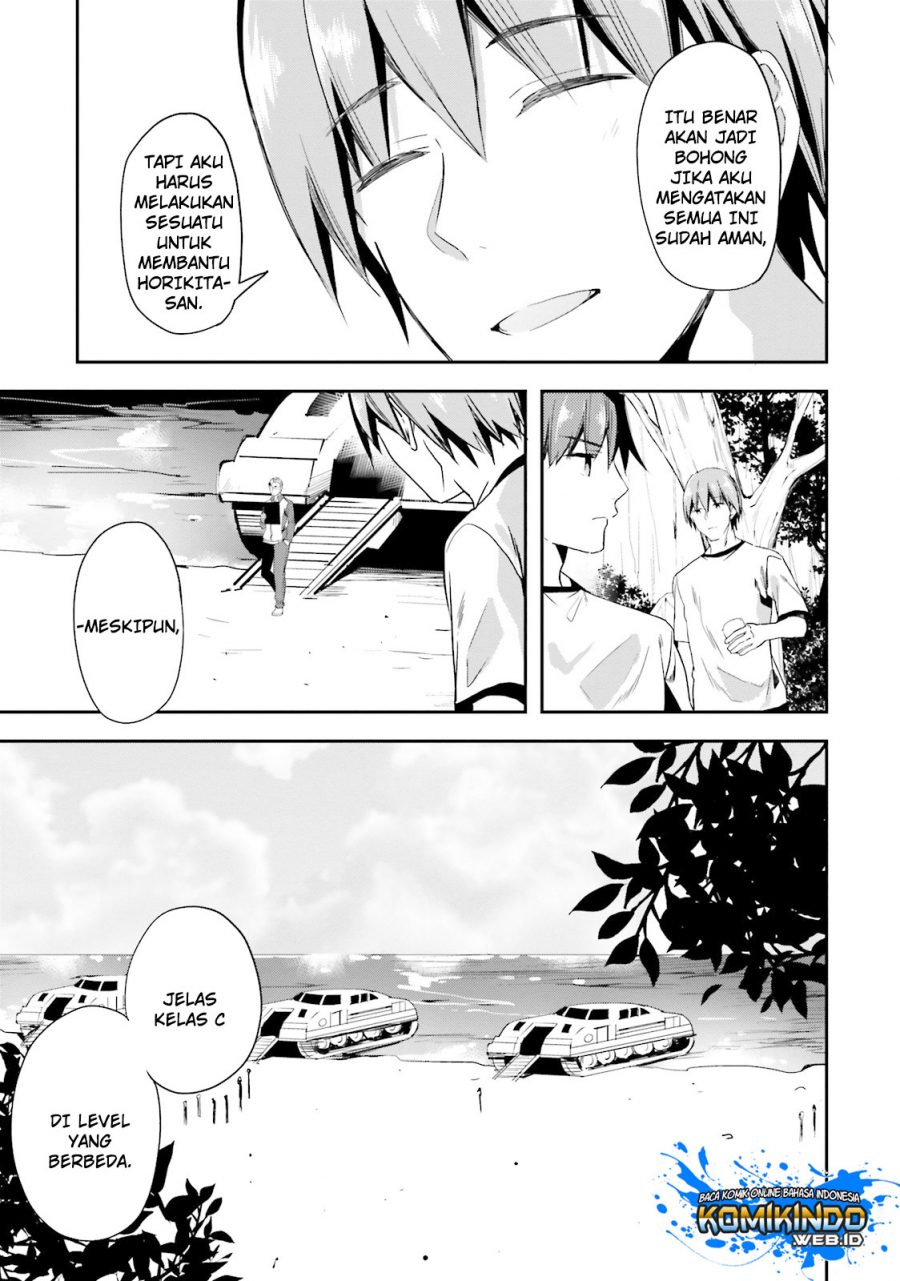 ITU BENAR
AKAN JADI
BOHONG
JIKA AKU
MENGATAKAN
SEMUA INI
SUDAH AMAN,
TAPI AKU
HARUS
MELAKUKAN
SESUATU
UNTUK
MEMBANTU
HORIKITA-
SAN.
-MESKIPUN,
JELAS
KELAS C
DI LEVEL
YANG
BERBEDA.
BACA KOMIK ONLINE BAHASA INDONESIA
KOMIKINDO
WEB.ID